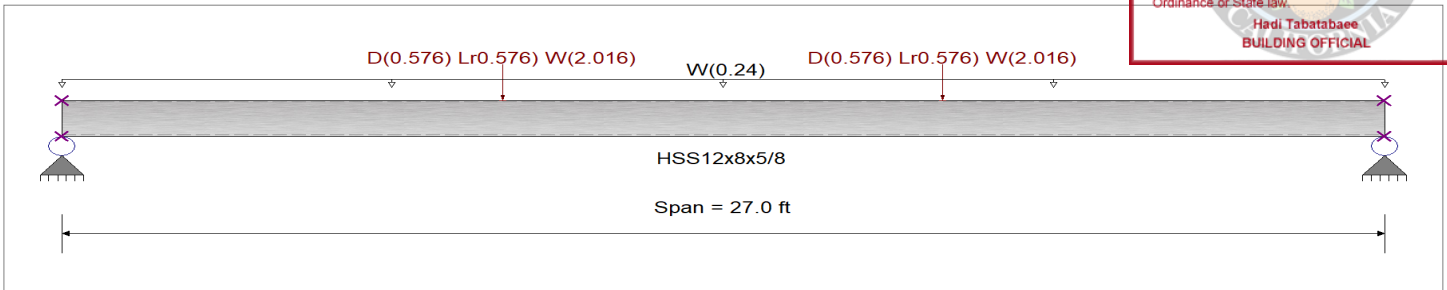 Ordinance or State law.
Hadi Tabatabaee
BUILDING OFFICIAL
CALIFORNIA
D(0.576) Lr0.576) W(2.016)
W(0.24)
D(0.576) Lr0.576) W(2.016)
HSS12x8x5/8
Span = 27.0 ft